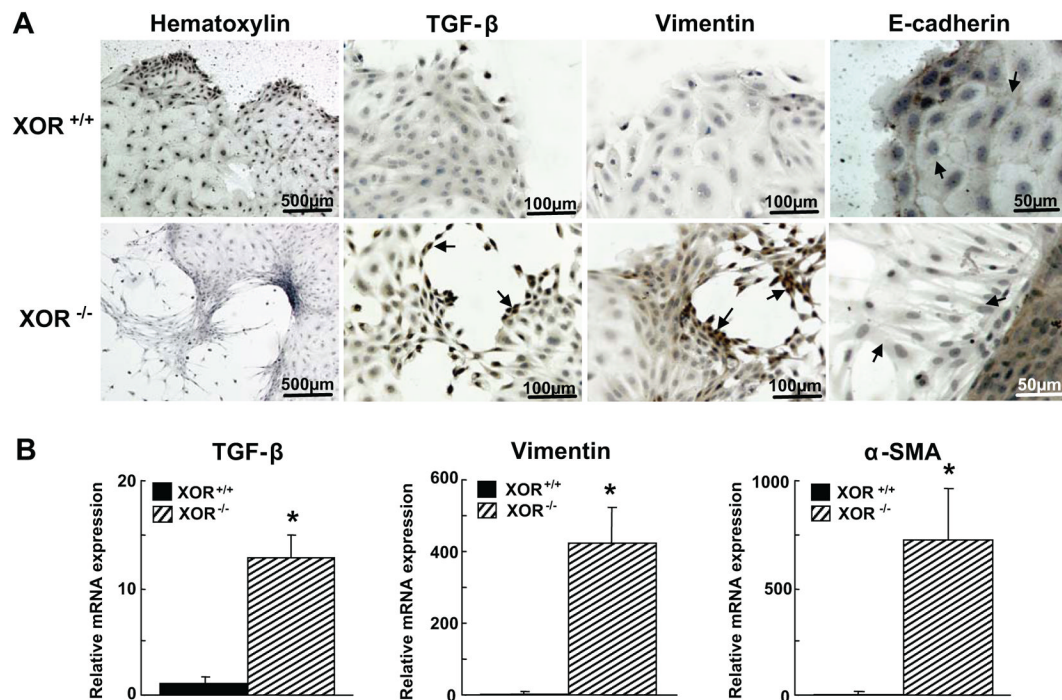 A
Hematoxylin TGF-β Vimentin E-cadherin
XOR +/+
500μm 100μm 100μm 50μm
XOR -/-
500μm 100μm 100μm 50μm
B
TGF-β
Relative mRNA expression
20
10
0
XOR+/+
XOR-/-
*
Vimentin
Relative mRNA expression
600
400
200
0
XOR+/+
XOR-/-
*
α-SMA
Relative mRNA expression
1000
500
0
XOR +/+
XOR -/-
*